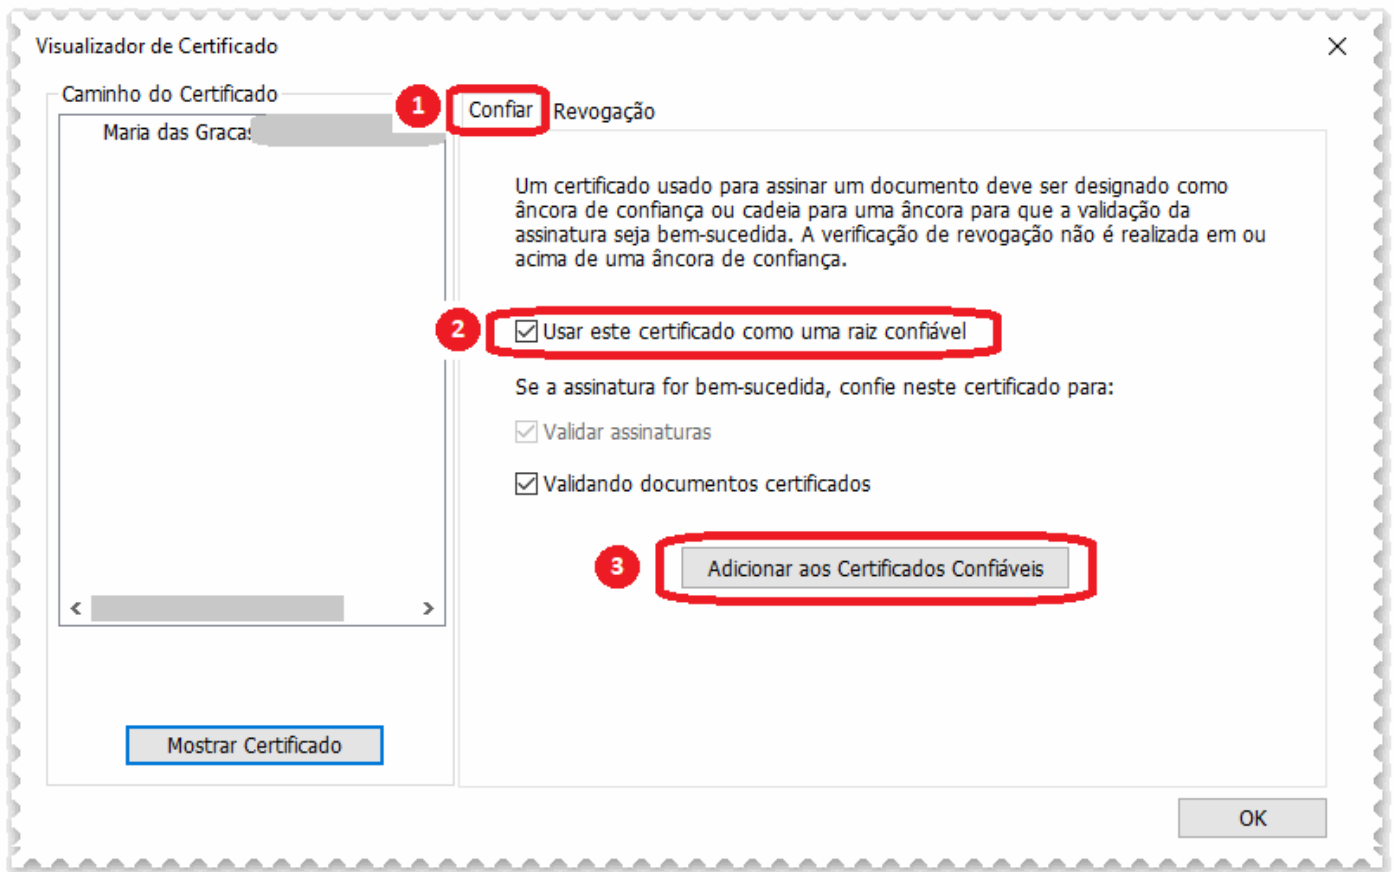 Visualizador de Certificado
Caminho do Certificado
Maria das Gracas
1
Confiar
Revogação
Um certificado usado para assinar um documento deve ser designado como
âncora de confiança ou cadeia para uma âncora para que a validação da
assinatura seja bem-sucedida. A verificação de revogação não é realizada em ou
acima de uma âncora de confiança.
2
Usar este certificado como uma raiz confiável
Se a assinatura for bem-sucedida, confie neste certificado para:
Validar assinaturas
Validando documentos certificados
3
Adicionar aos Certificados Confiáveis
Mostrar Certificado
OK